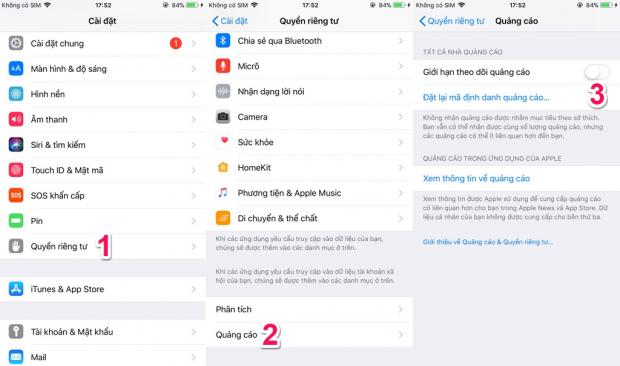 Không có SIM
17:52
84%
Cài đặt
Cài đặt chung
1
Màn hình & độ sáng
AA
Hình nền
Âm thanh
Siri & tìm kiếm
Touch ID & Mật mã
SOS
SOS khẩn cấp
Pin
Quyền riêng tư
1
iTunes & App Store
Tài khoản & Mật khẩu
Mail
Không có SIM
17:52
84%
Cài đặt
Quyền riêng tư
Chia sẻ qua Bluetooth
Micrô
Nhận dạng lời nói
Camera
Sức khỏe
HomeKit
Phương tiện & Apple Music
Di chuyển & thể chất
Khi các ứng dụng yêu cầu truy cập vào dữ liệu của bạn,
chúng sẽ được thêm vào các danh mục ở trên.
Khi các ứng dụng yêu cầu truy cập vào dữ liệu tài khoản xã
hội của bạn, chúng sẽ được thêm vào các danh mục ở trên.
Phân tích
Quảng cáo
2
Không có SIM
17:52
84%
Quyền riêng tư
Quảng cáo
TẤT CẢ NHÀ QUẢNG CÁO
Giới hạn theo dõi quảng cáo
3
Đặt lại mã định danh quảng cáo...
Không nhận quảng cáo được nhắm mục tiêu theo sở thích.
Bạn vẫn có thể nhận được cùng số lượng quảng cáo, nhưng
các quảng cáo có thể ít liên quan hơn đến bạn.
QUẢNG CÁO TRONG ỨNG DỤNG CỦA APPLE
Xem thông tin về quảng cáo
Xem thông tin được Apple sử dụng để cung cấp quảng cáo
có liên quan hơn cho bạn trong Apple News và App Store. Dữ
liệu cá nhân của bạn không được cung cấp cho bên thứ ba.
Giới thiệu về Quảng cáo & Quyền riêng tư...